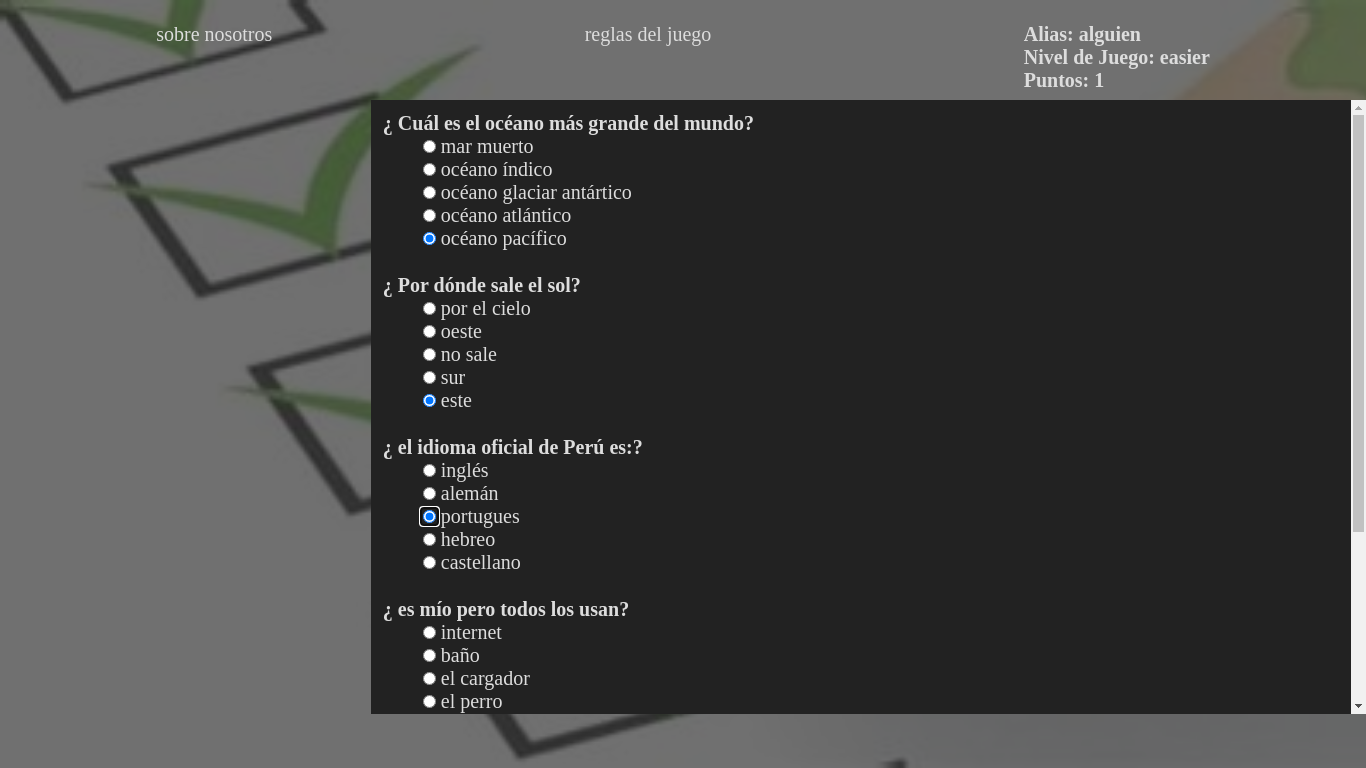 sobre nosotros
reglas del juego
Alias: alguien
Nivel de Juego: easier
Puntos: 1
¿ Cuál es el océano más grande del mundo?
mar muerto
océano índico
océano glaciar antártico
océano atlántico
océano pacífico
¿ Por dónde sale el sol?
por el cielo
oeste
no sale
sur
este
¿ el idioma oficial de Perú es:?
inglés
alemán
portugues
hebreo
castellano
¿ es mío pero todos los usan?
internet
baño
el cargador
el perro